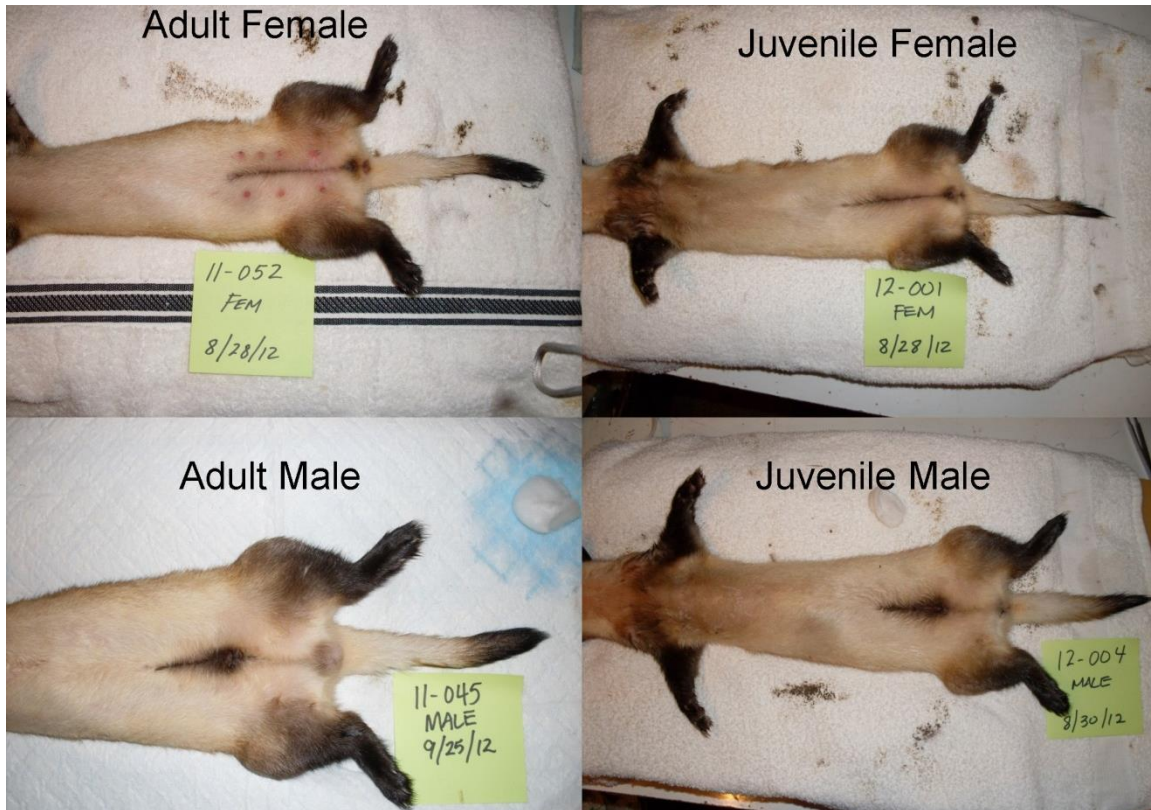 Adult Female
11-052
FEM
8/28/12
Juvenile Female
12-001
FEM
8/28/12
Adult Male
11-045
MALE
9/25/12
Juvenile Male
12-004
MALE
8/30/12